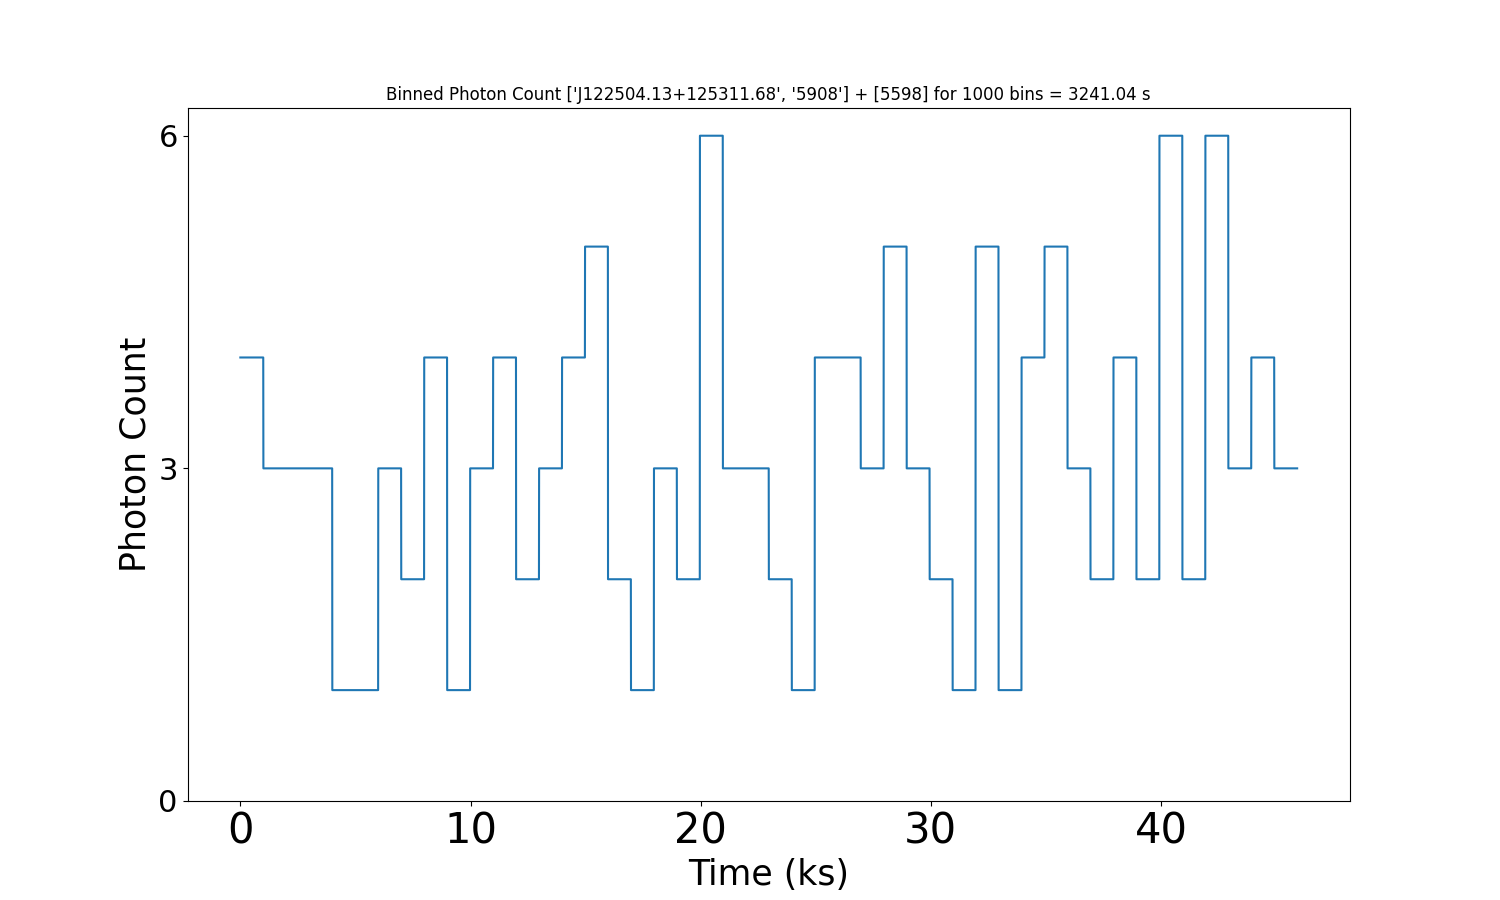 Binned Photon Count ['J122504.13+125311.68', '5908'] + [5598] for 1000 bins = 3241.04 s
6
3
0
Photon Count
0 10 20 30 40
Time (ks)